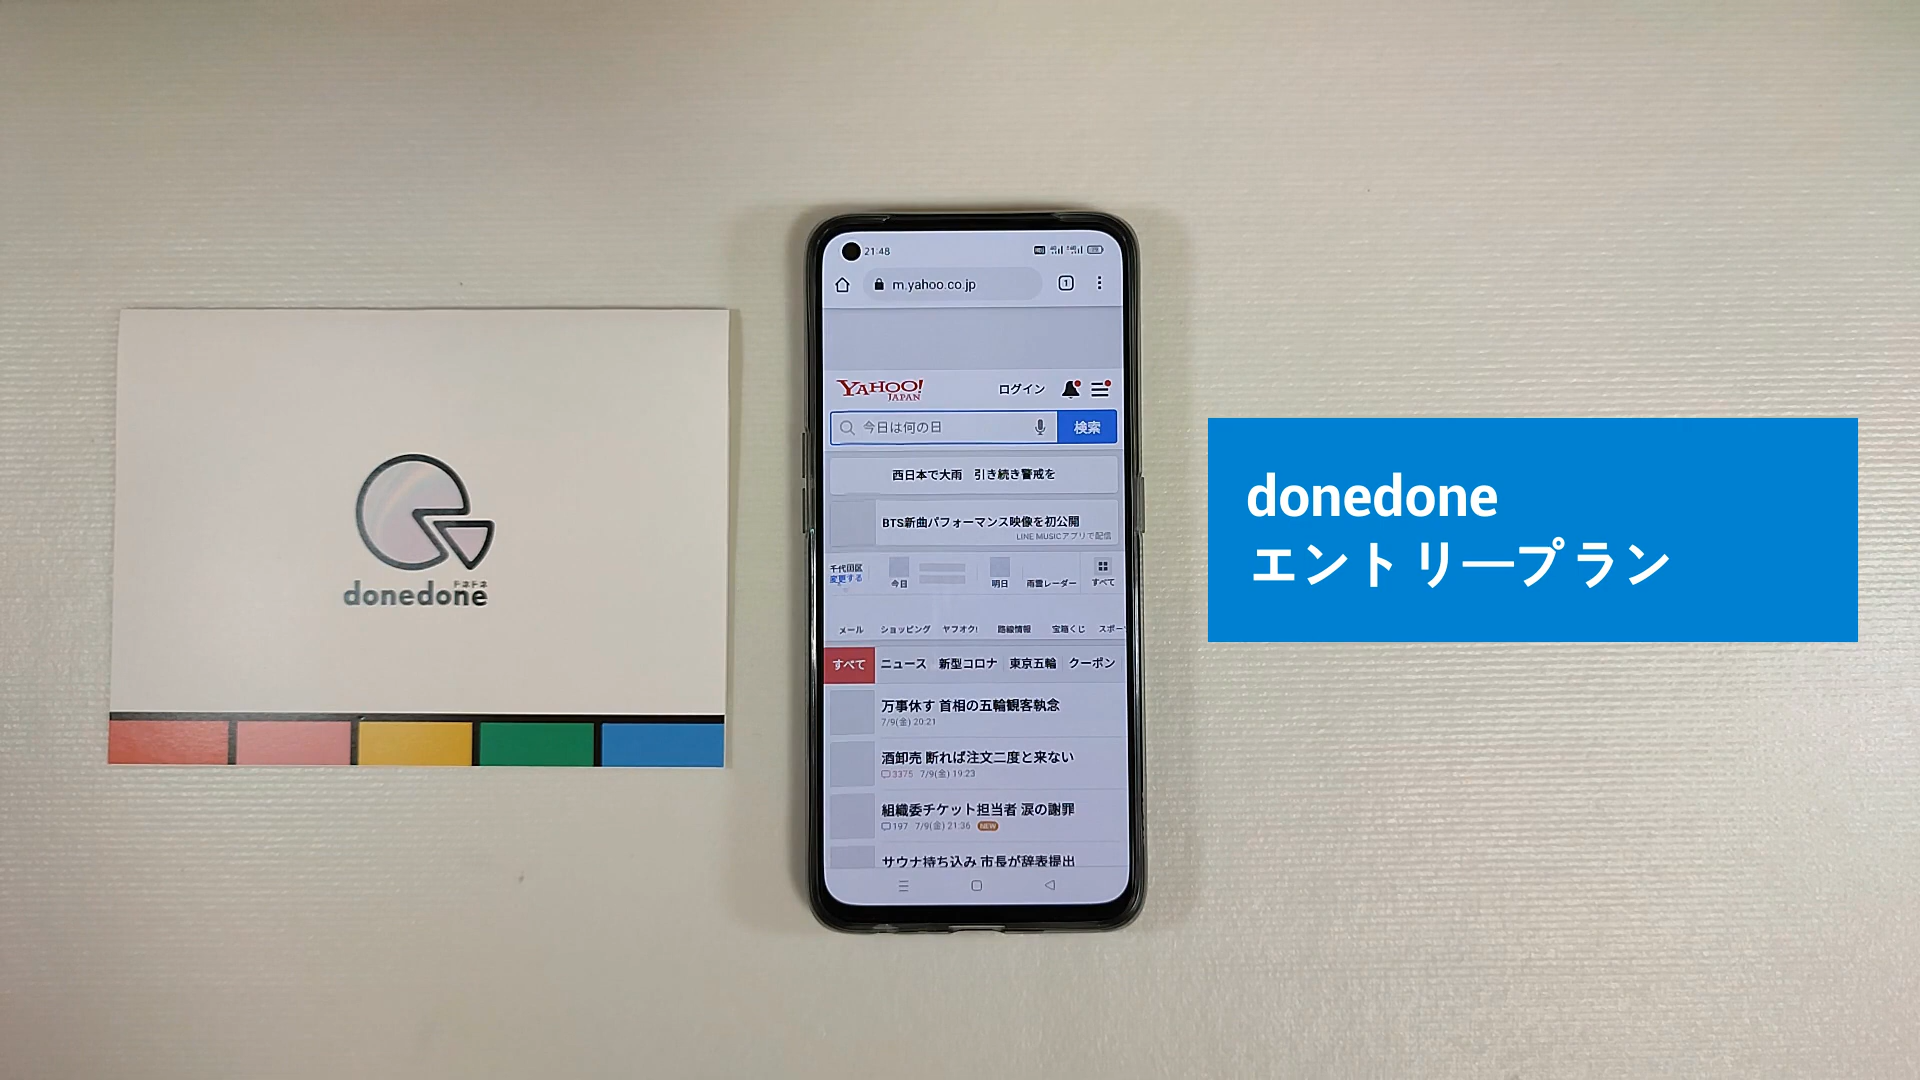 ドネドネ
donedone
21:48
m.yahoo.co.jp
1
YAHOO!
JAPAN
ログイン
今日は何の日
検索
西日本で大雨 引き続き警戒を
BTS新曲パフォーマンス映像を初公開
LINE MUSICアプリで配信
千代田区
変更する
今日
明日
雨雲レーダー
すべて
メール ショッピング ヤフオク! 路線情報 宝箱くじ スポー
すべて ニュース 新型コロナ 東京五輪 クーポン
万事休す 首相の五輪観客執念
7/9(金) 20:21
酒卸売 断れば注文二度と来ない
3375 7/9(金) 19:23
組織委チケット担当者 涙の謝罪
197 7/9(金) 21:36 NEW
サウナ持ち込み 市長が辞表提出
donedone
エントリープラン